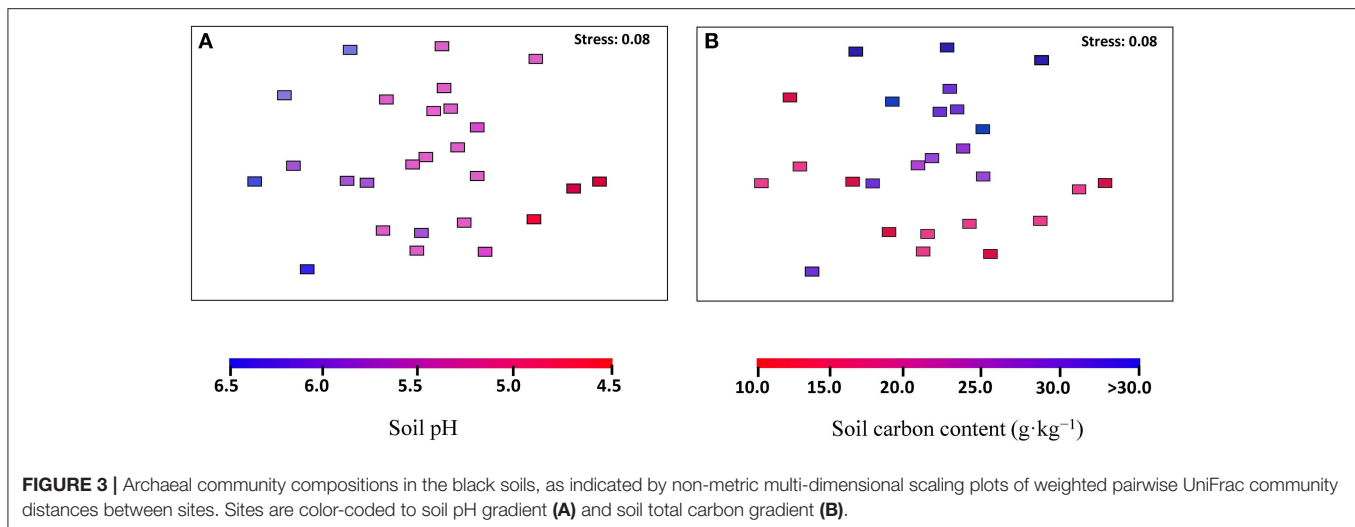 A
Stress: 0.08
B
Stress: 0.08
6.5 6.0 5.5 5.0 4.5
Soil pH
10.0 15.0 20.0 25.0 30.0 >30.0
Soil carbon content (g·kg⁻¹)
FIGURE 3 | Archaeal community compositions in the black soils, as indicated by non-metric multi-dimensional scaling plots of weighted pairwise UniFrac community
distances between sites. Sites are color-coded to soil pH gradient (A) and soil total carbon gradient (B).